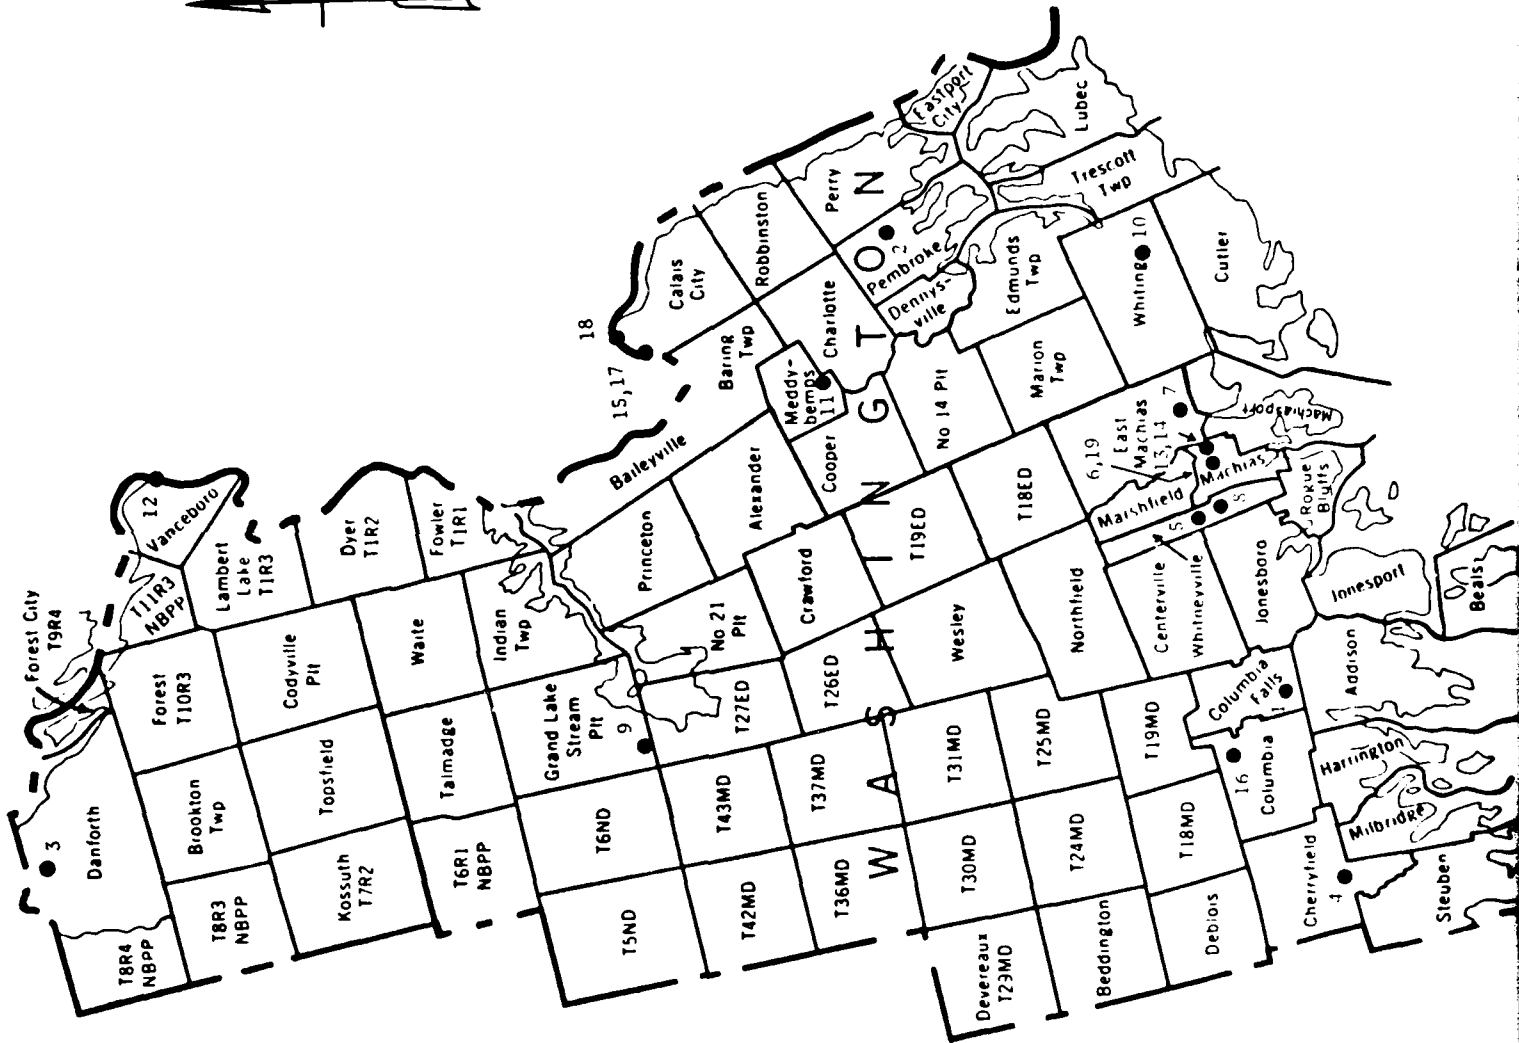 Forest City
T9R4
3
Danforth
T8R4
NBPP
T8R3
NBPP
Brookton
Twp
Forest
T10R3
T11R3
NBPP
12
Vanceboro
Lambert
Lake
T1R3
Kossuth
T7R2
Topsfield
Codyville
Plt
Dyer
T1R2
Fowler
T1R1
T6R1
NBPP
Talmadge
Waite
Indian
Twp
Grand Lake
Stream
Plt
9
T6ND
T5ND
Princeton
Baileyville
15,17
18
Calais
City
Baring
Twp
Robbinston
Perry
Alexander
Meddy-
bemps
11
Charlotte
Cooper
Crawford
No 21
Plt
T27ED
T26ED
T43MD
T42MD
T37MD
T36MD
WASHINGTON
2
Pembroke
Dennys-
ville
Eastport
City
Lubec
Trescott
Twp
Edmunds
Twp
No 14 Plt
Marion
Twp
Whiting
10
Cutler
T19ED
T18ED
Wesley
Northfield
T31MD
T30MD
Devereaux
T29MD
T25MD
T24MD
Beddington
T19MD
T18MD
Deblois
6,19
East
Machias
13,14
7
Machiasport
Marshfield
Machias
5
8
Roque
Bluffs
Centerville
Whitneyville
Jonesboro
Jonesport
Beals
Columbia
Falls
1
16
Columbia
Addison
Harrington
Milbridge
Cherryfield
4
Steuben